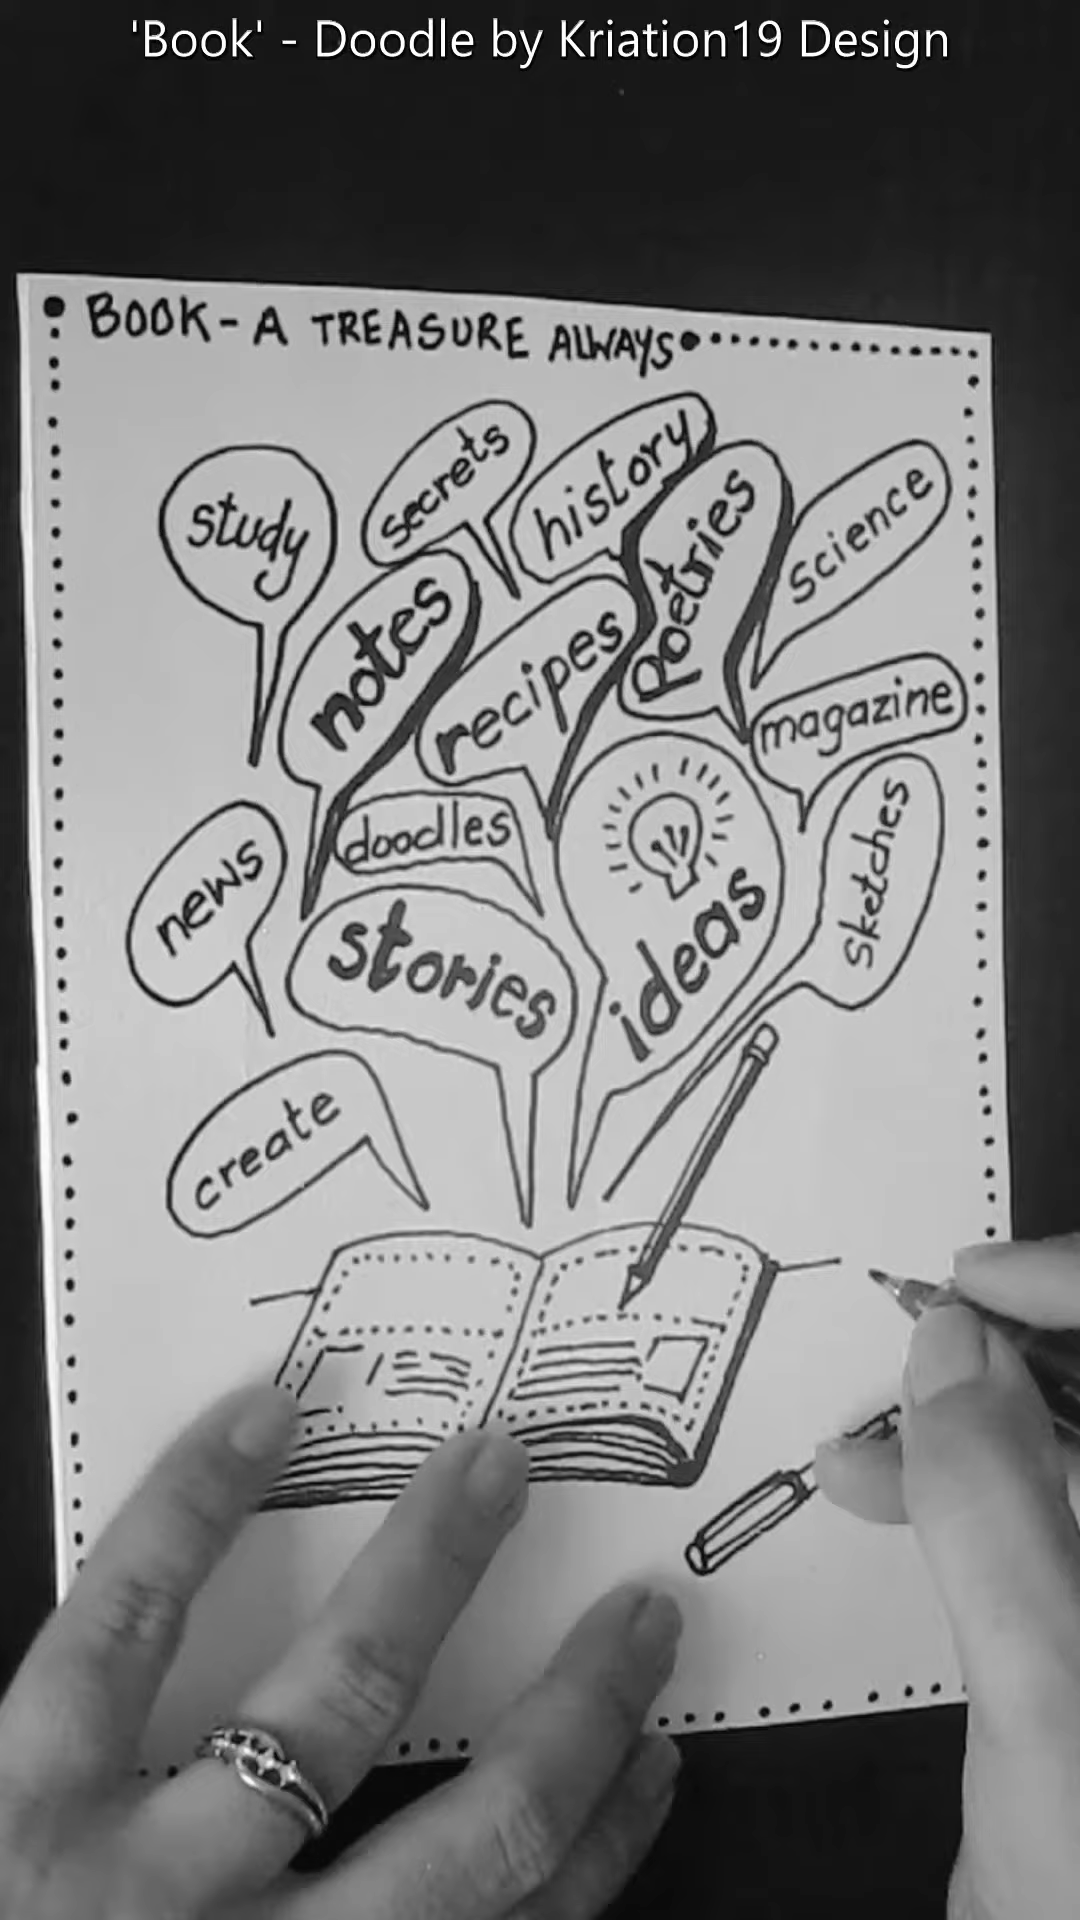 'Book' - Doodle by Kriation19 Design
BOOK - A TREASURE ALWAYS
secrets
history
study
poetries
science
notes
recipes
magazine
doodles
news
sketches
stories
ideas
create